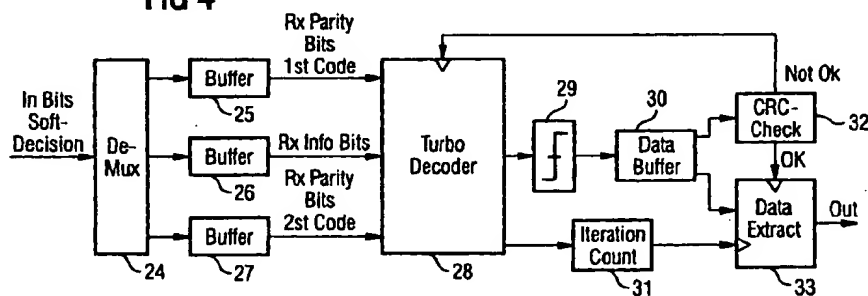 FIG 4
In Bits
Soft-
Decision
De-
Mux
24
Buffer
25
Rx Parity
Bits
1st Code
Buffer
26
Rx Info Bits
Buffer
27
Rx Parity
Bits
2st Code
Turbo
Decoder
28
29
30
Data
Buffer
Iteration
Count
31
Not Ok
CRC-
Check
32
OK
Data
Extract
33
Out